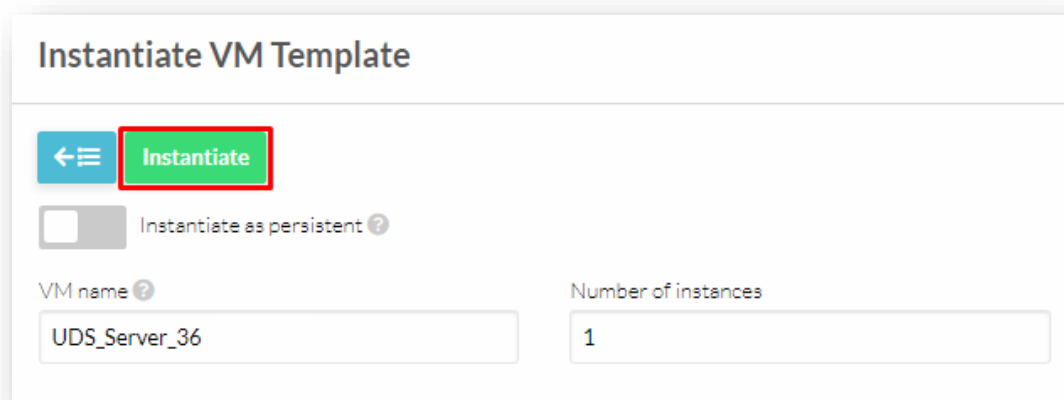 Instantiate VM Template
Instantiate
Instantiate as persistent ?
VM name ?
Number of instances
UDS_Server_36
1